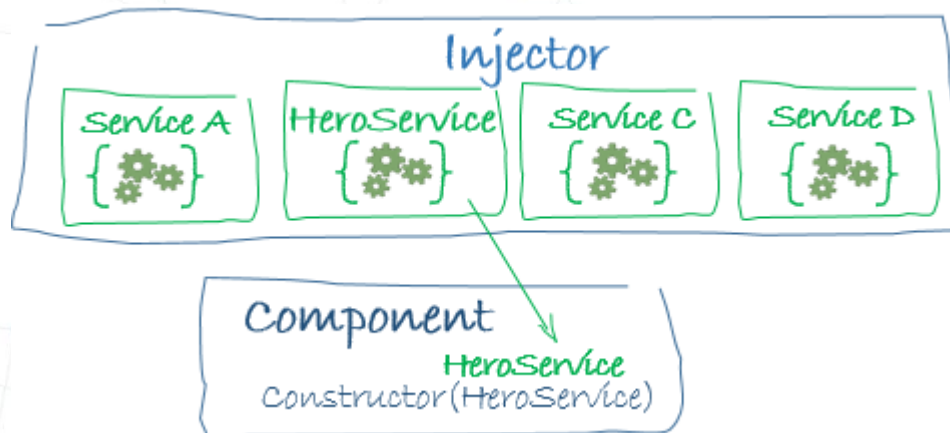 Injector
Service A
HeroService
Service C
Service D
{ }
{ }
{ }
{ }
Component
HeroService
Constructor(HeroService)